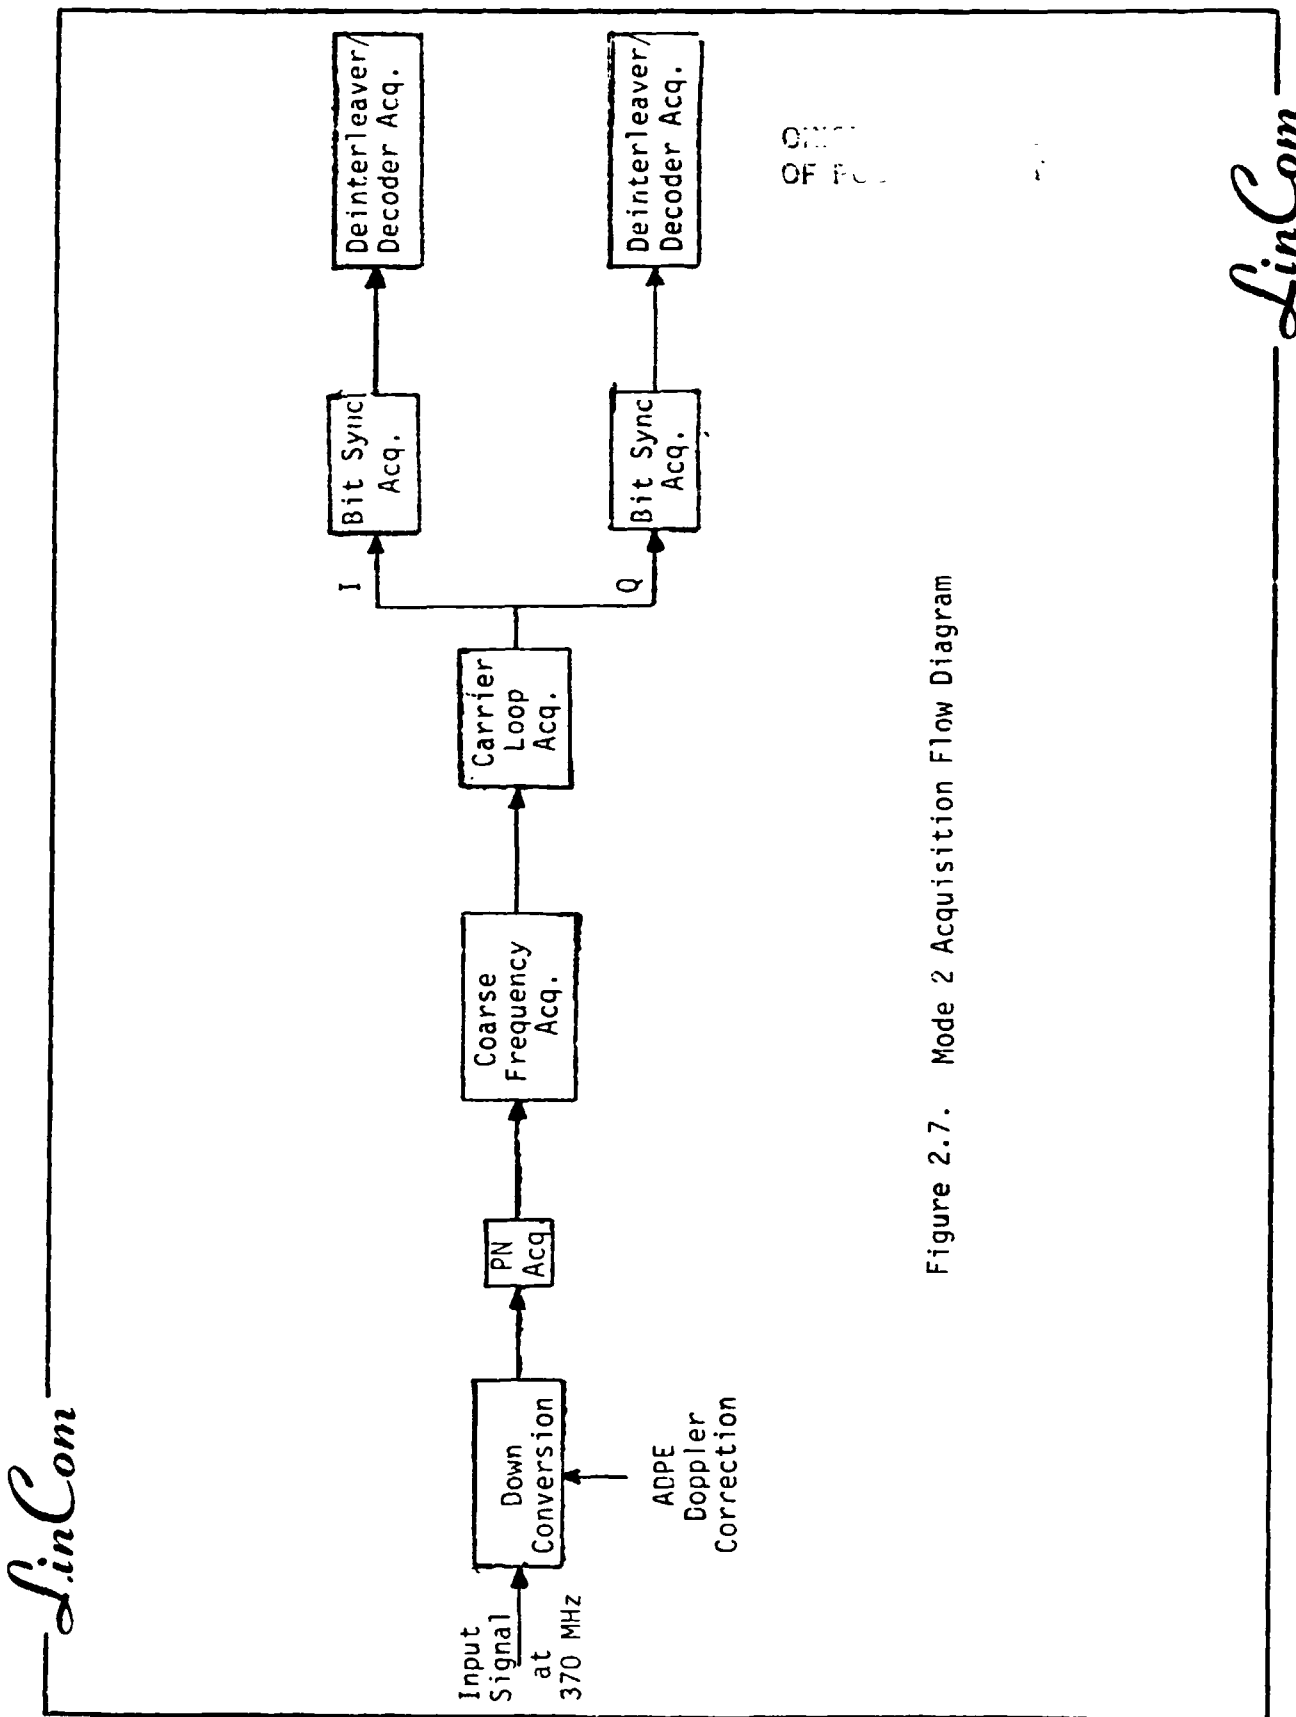 LinCom
Input
Signal
at
370 MHz
Down
Conversion
ADPE
Doppler
Correction
PN
Acq
Coarse
Frequency
Acq.
Carrier
Loop
Acq.
I
Q
Bit Sync
Acq.
Bit Sync
Acq.
Deinterleaver/
Decoder Acq.
Deinterleaver/
Decoder Acq.
OF
Figure 2.7. Mode 2 Acquisition Flow Diagram
LinCom